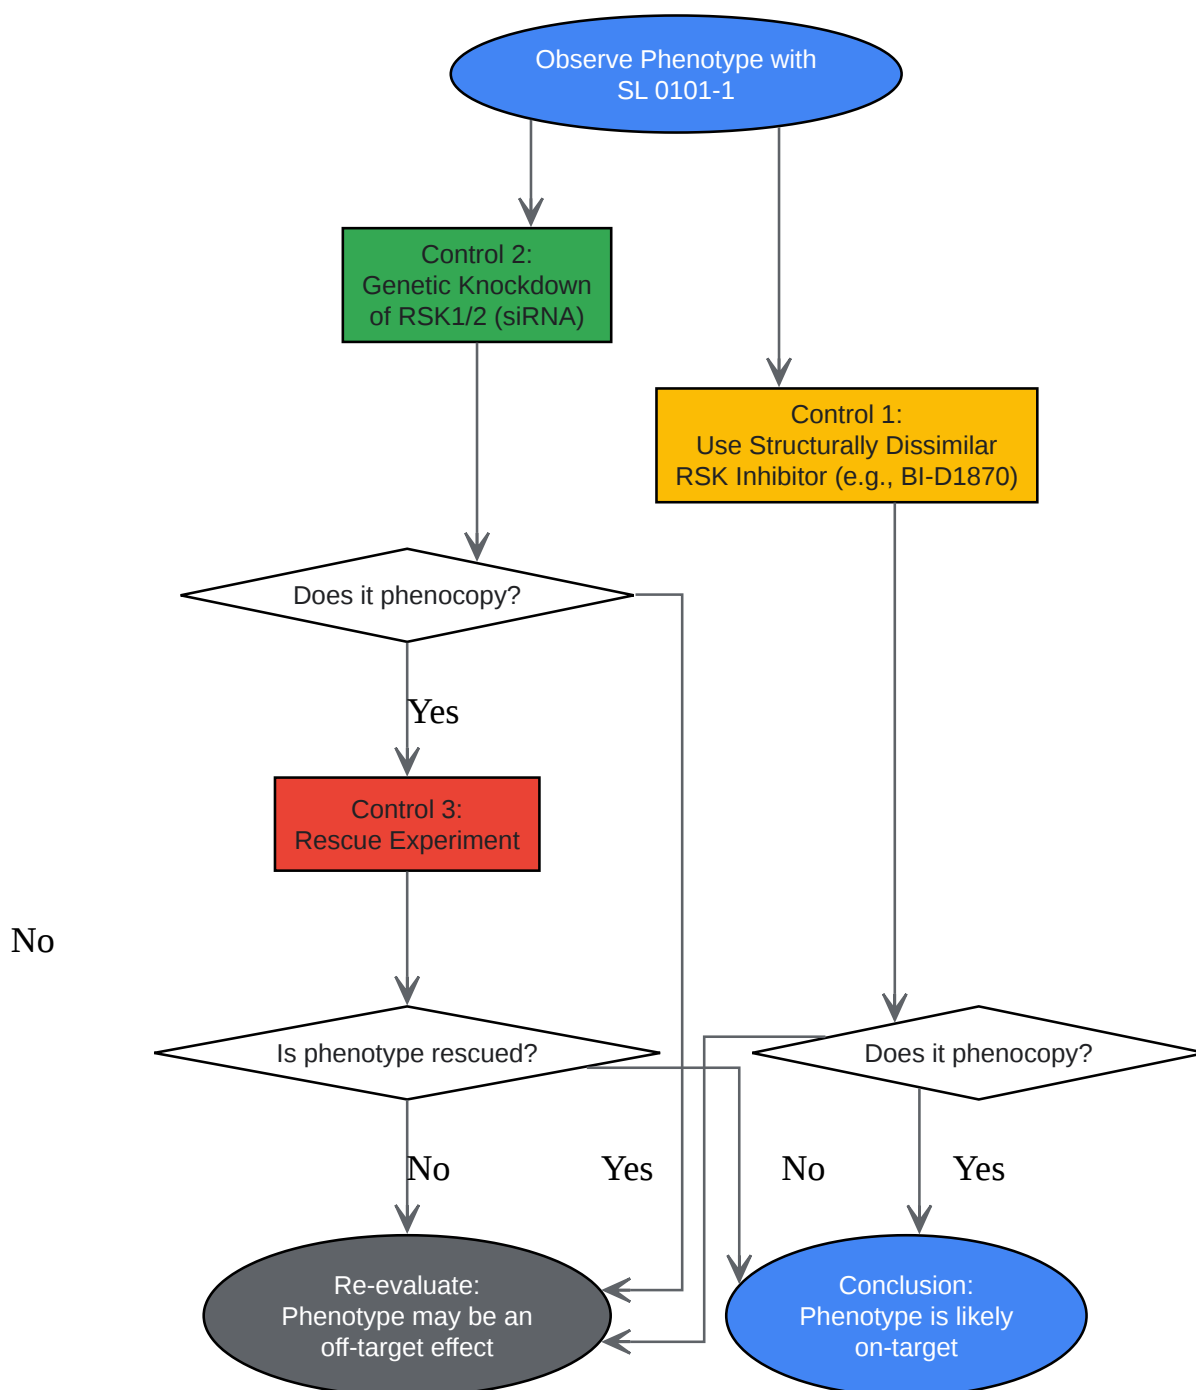 Observe Phenotype with
SL 0101-1
Control 2:
Genetic Knockdown
of RSK1/2 (siRNA)
Control 1:
Use Structurally Dissimilar
RSK Inhibitor (e.g., BI-D1870)
Does it phenocopy?
Yes
Control 3:
Rescue Experiment
No
Is phenotype rescued?
Does it phenocopy?
No
Yes
No
Yes
Re-evaluate:
Phenotype may be an
off-target effect
Conclusion:
Phenotype is likely
on-target